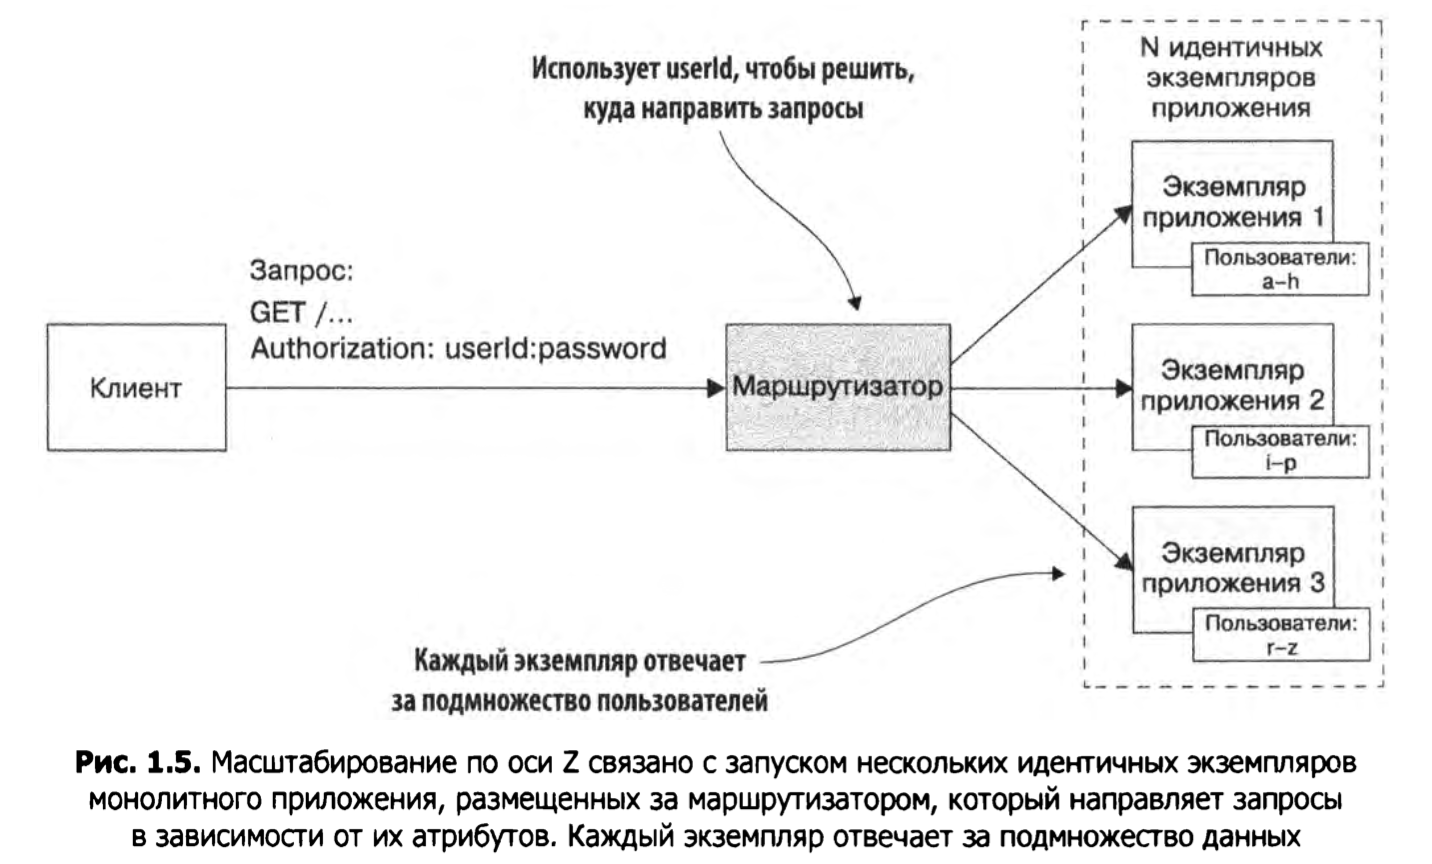 Использует userId, чтобы решить,
куда направить запросы
N идентичных
экземпляров
приложения
Экземпляр
приложения 1
Пользователи:
a–h
Запрос:
GET /...
Authorization: userId:password
Клиент
Маршрутизатор
Экземпляр
приложения 2
Пользователи:
i–p
Экземпляр
приложения 3
Пользователи:
r–z
Каждый экземпляр отвечает
за подмножество пользователей
Рис. 1.5. Масштабирование по оси Z связано с запуском нескольких идентичных экземпляров
монолитного приложения, размещенных за маршрутизатором, который направляет запросы
в зависимости от их атрибутов. Каждый экземпляр отвечает за подмножество данных